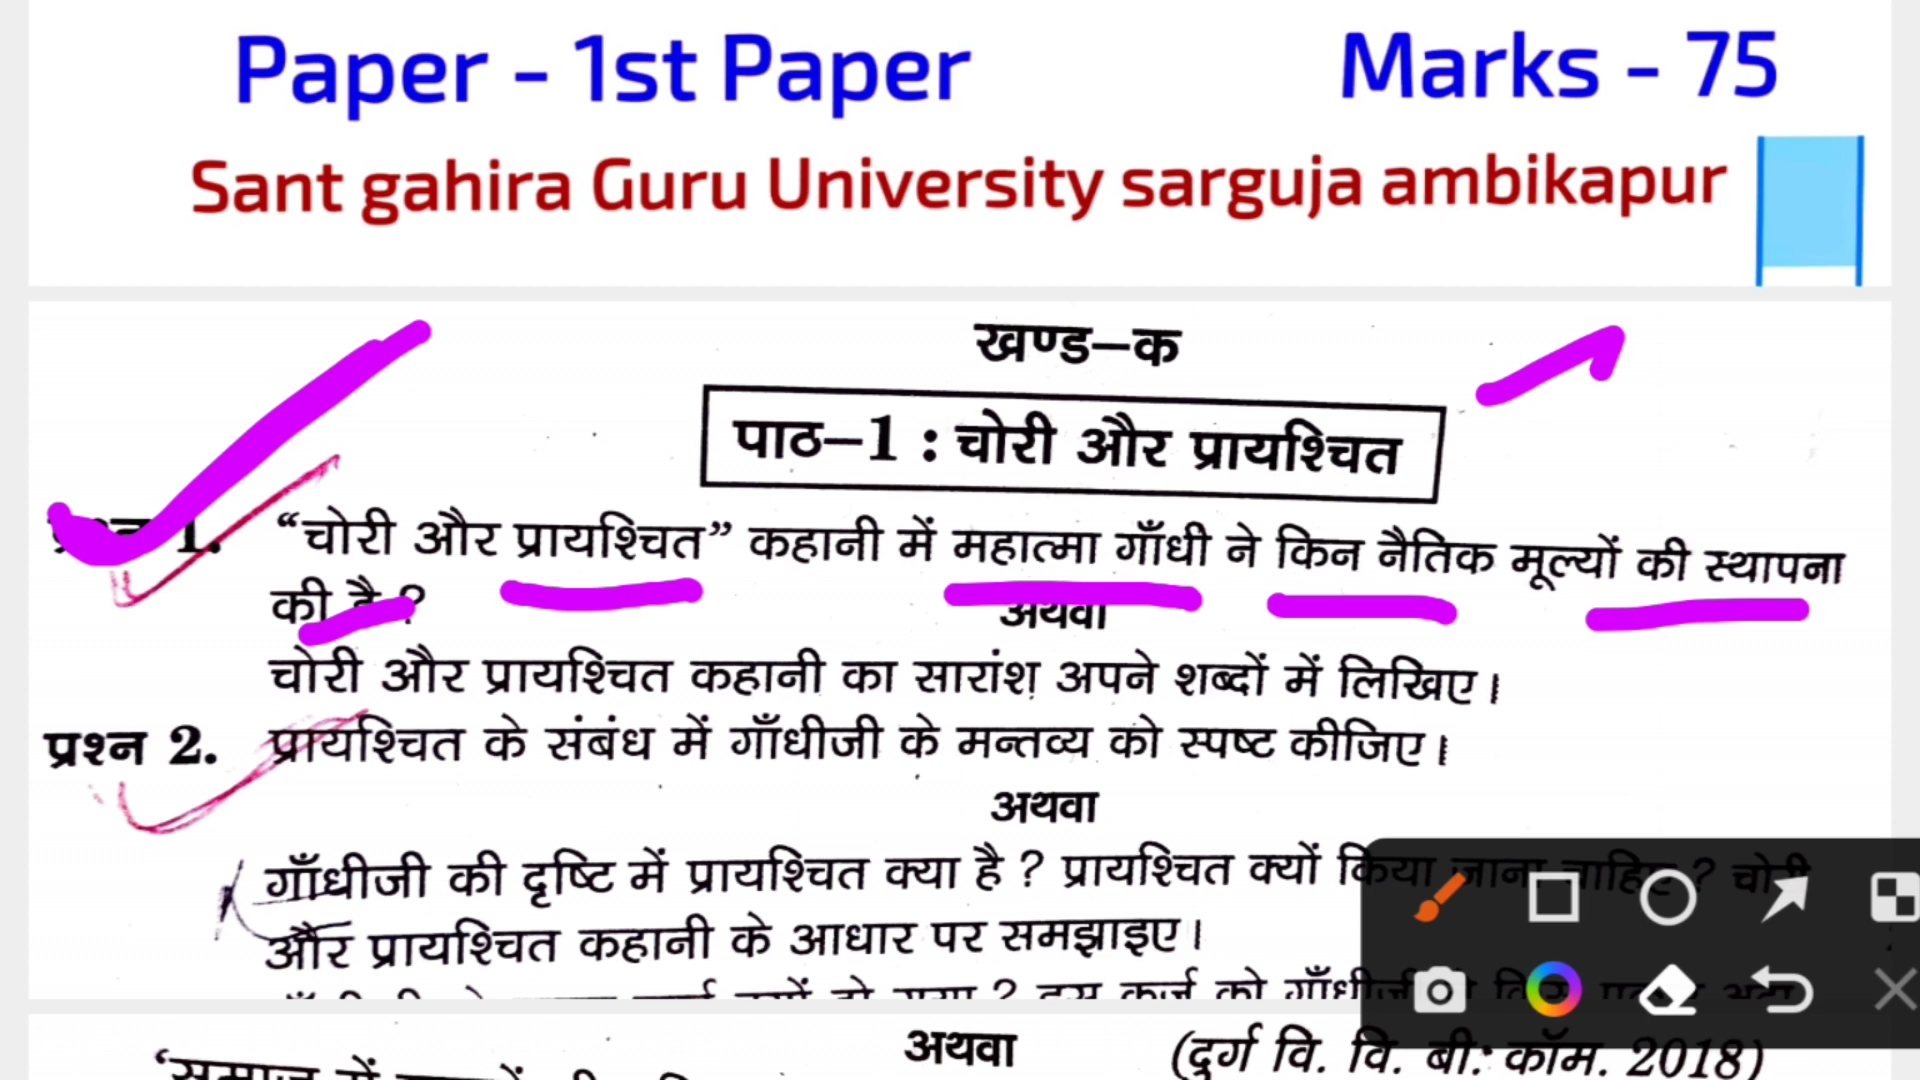 Paper - 1st Paper Marks - 75
Sant gahira Guru University sarguja ambikapur
खण्ड–क
पाठ–1 : चोरी और प्रायश्चित
1. “चोरी और प्रायश्चित” कहानी में महात्मा गाँधी ने किन नैतिक मूल्यों की स्थापना
की है ?
अथवा
चोरी और प्रायश्चित कहानी का सारांश अपने शब्दों में लिखिए।
प्रश्न 2. प्रायश्चित के संबंध में गाँधीजी के मन्तव्य को स्पष्ट कीजिए।
अथवा
गाँधीजी की दृष्टि में प्रायश्चित क्या है ? प्रायश्चित क्यों किया जाना चाहिए ? चोरी
और प्रायश्चित कहानी के आधार पर समझाइए।
अथवा (दुर्ग वि. वि. बी. कॉम. 2018)